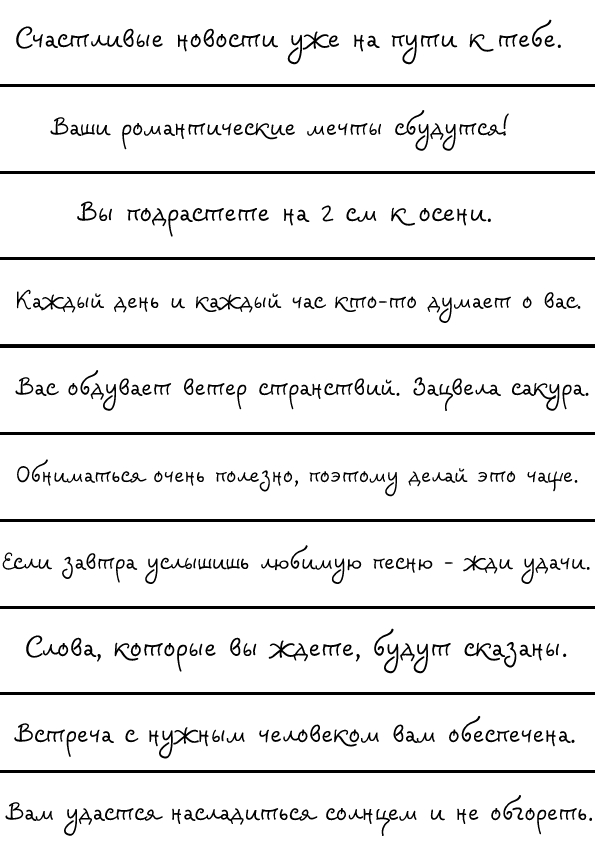 Счастливые новости уже на пути к тебе.
Ваши романтические мечты сбудутся!
Вы подрастете на 2 см к осени.
Каждый день и каждый час кто-то думает о вас.
Вас обдувает ветер странствий. Зацвела сакура.
Обниматься очень полезно, поэтому делай это чаще.
Если завтра услышишь любимую песню - жди удачи.
Слова, которые вы ждете, будут сказаны.
Встреча с нужным человеком вам обеспечена.
Вам удастся насладиться солнцем и не обгореть.